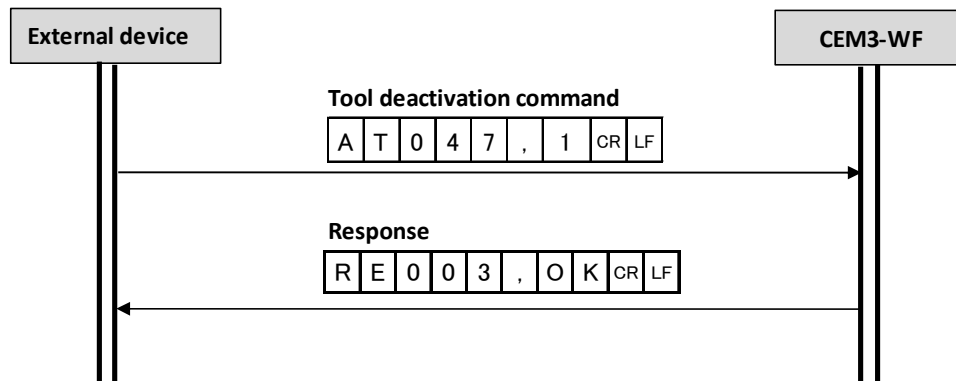 External device
CEM3-WF
Tool deactivation command
A T 0 4 7 , 1 CR LF
Response
R E 0 0 3 , O K CR LF